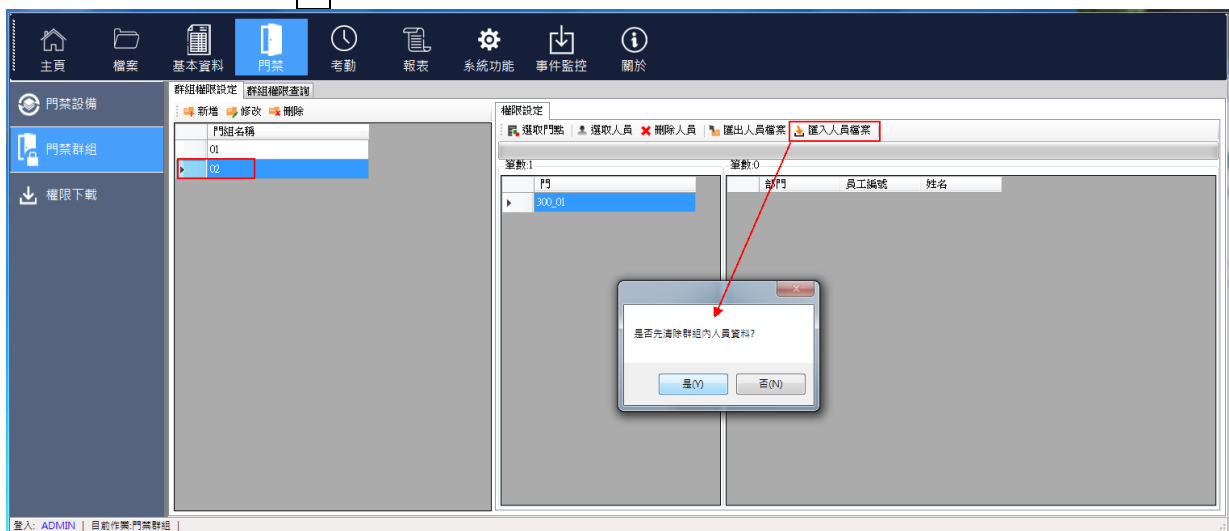 主頁 檔案 基本資料 門禁 考勤 報表 系統功能 事件監控 關於
門禁設備
門禁群組
權限下載
群組權限設定 群組權限查詢
新增 修改 刪除
門組名稱
01
02
權限設定
選取門點 選取人員 刪除人員 匯出人員檔案 匯入人員檔案
筆數:1 筆數:0
門 部門 員工編號 姓名
300_01
是否先清除群組內人員資料?
是(Y) 否(N)
登入: ADMIN | 目前作業:門禁群組 |